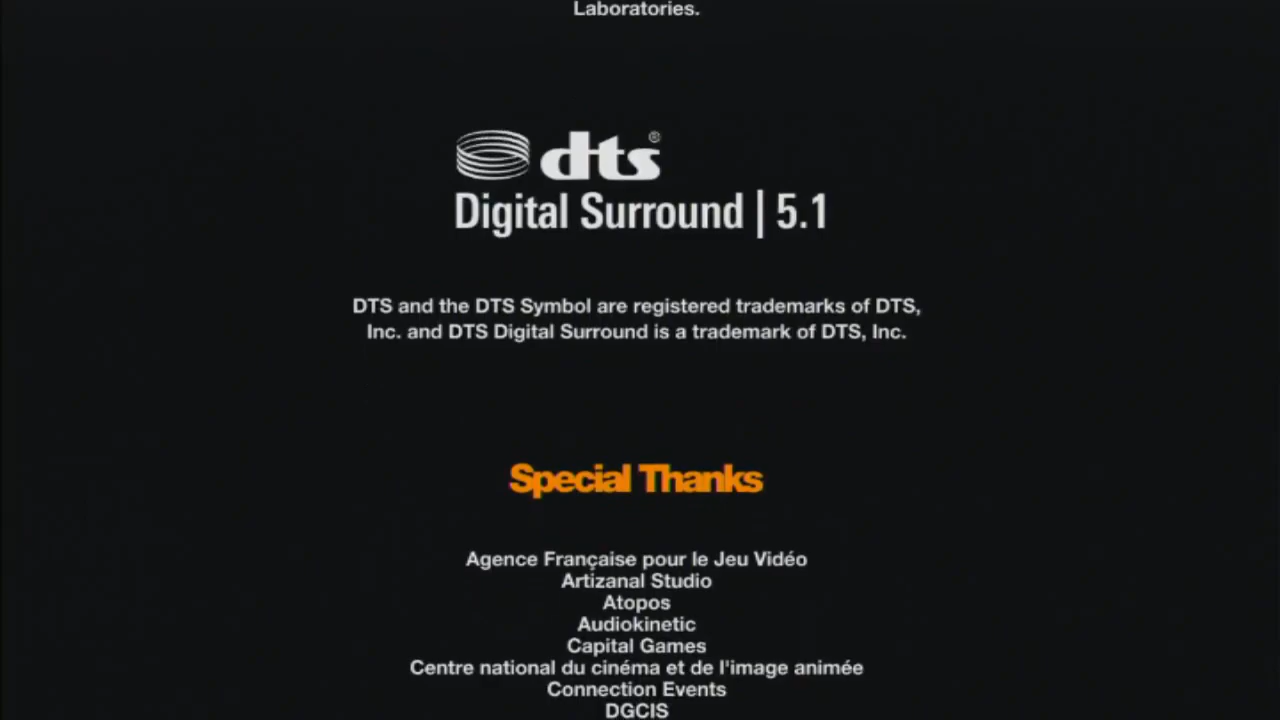 Laboratories.
dts®
Digital Surround | 5.1
DTS and the DTS Symbol are registered trademarks of DTS,
Inc. and DTS Digital Surround is a trademark of DTS, Inc.
Special Thanks
Agence Française pour le Jeu Vidéo
Artizanal Studio
Atopos
Audiokinetic
Capital Games
Centre national du cinéma et de l'image animée
Connection Events
DGCIS